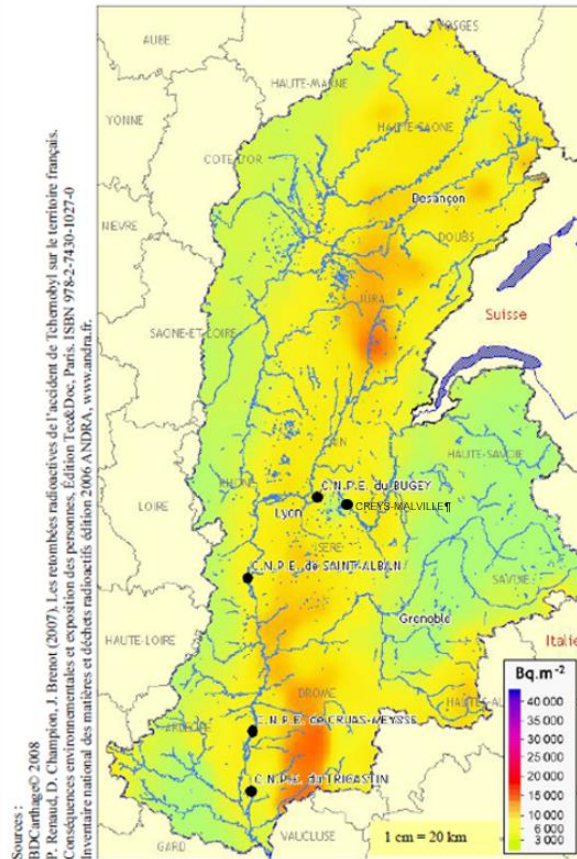 Sources :
BDCarthage© 2008
P. Renaud, D. Champion, J. Brenot (2007). Les retombées radioactives de l'accident de Tchernobyl sur le territoire français.
Conséquences environnementales et exposition des personnes, Édition Tec&Doc, Paris. ISBN 978-2-7430-1027-0
Inventaire national des matières et déchets radioactifs édition 2006 ANDRA, www.andra.fr.
VOSGES
AUBE
HAUTE-MARNE
YONNE
HAUTE-SAONE
COTE-D'OR
Besançon
NIEVRE
DOUBS
JURA
Suisse
SAONE-ET-LOIRE
AIN
HAUTE-SAVOIE
RHONE
C.N.P.E. du BUGEY
LOIRE
Lyon
CREYS-MALVILLE¶
ISERE
C.N.P.E. de SAINT-ALBAN
SAVOIE
Grenoble
HAUTE-LOIRE
Italie
DROME
HAUTES-AL
ARDECHE
C.N.P.E. de CRUAS-MEYSSE
C.N.P.E. du TRICASTIN
VAUCLUSE
GARD
Bq.m-²
40 000
35 000
30 000
25 000
20 000
15 000
10 000
6 000
3 000
1 cm = 20 km